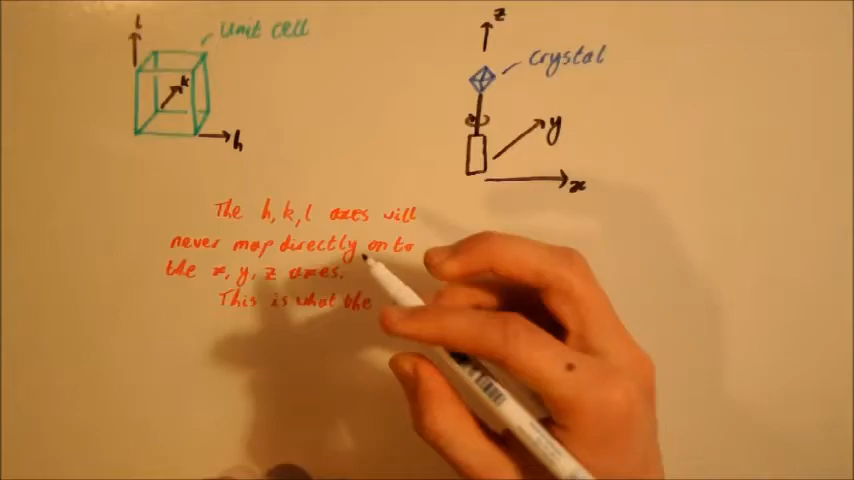 l
unit cell
k
h
z
crystal
y
x
The h, k, l axes will
never map directly on to
the x, y, z axes.
This is what the